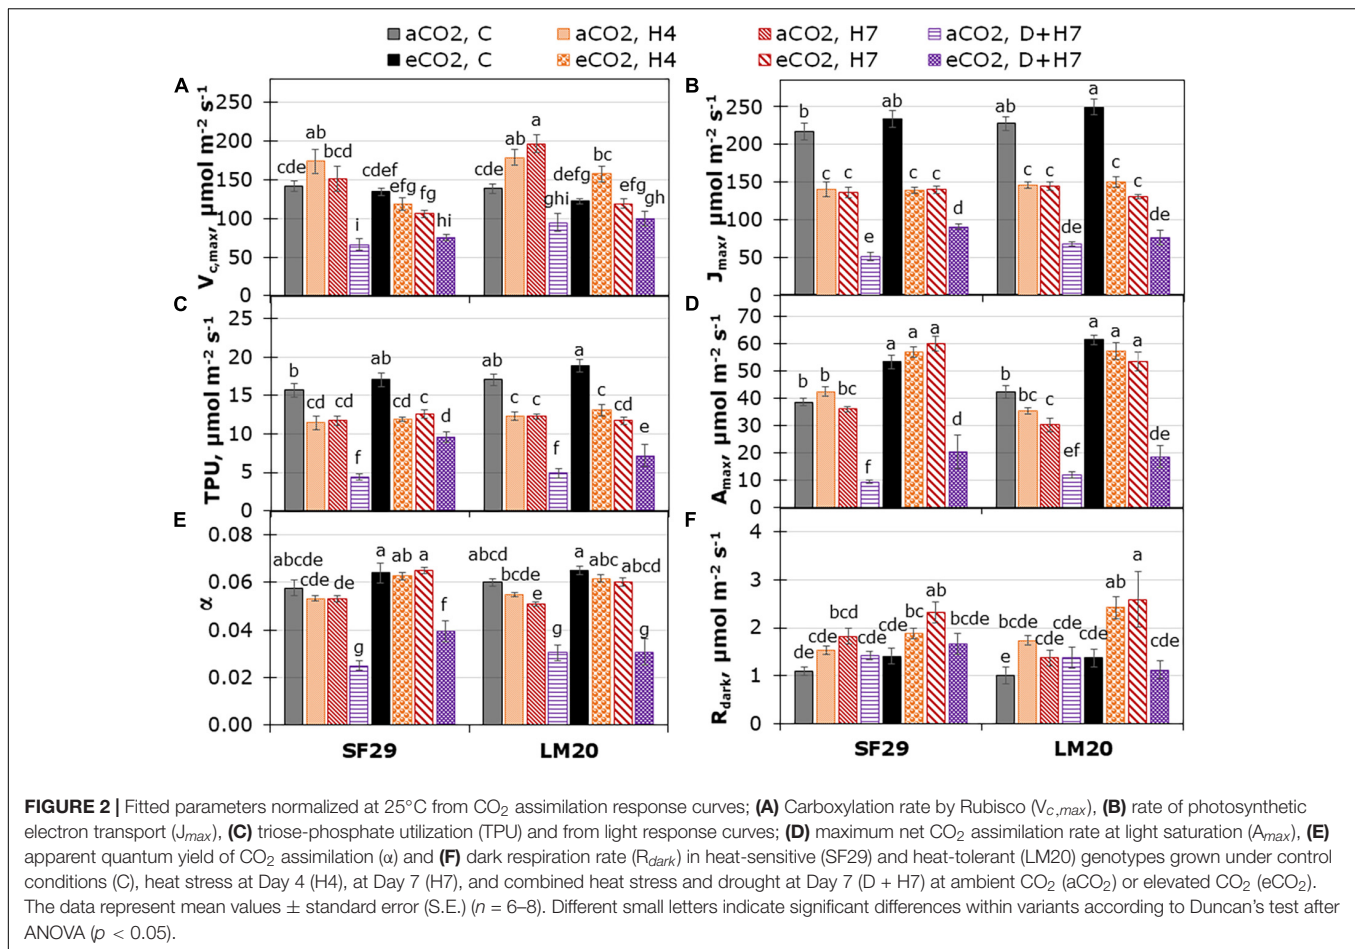 aCO2, C aCO2, H4 aCO2, H7 aCO2, D+H7
eCO2, C eCO2, H4 eCO2, H7 eCO2, D+H7
A
V_c,max, µmol m⁻² s⁻¹
250
200
150
100
50
0
cde ab bcd i cdef efg fg hi
cde ab a ghi defg bc efg gh
B
J_max, µmol m⁻² s⁻¹
250
200
150
100
50
0
b c c e ab c c d
ab c c de a c c de
C
TPU, µmol m⁻² s⁻¹
25
20
15
10
5
0
b cd cd f ab cd c d
ab c c f a c cd e
D
A_max, µmol m⁻² s⁻¹
70
60
50
40
30
20
10
0
b b bc f a a a d
b bc c ef a a a de
E
α
0.08
0.06
0.04
0.02
0.00
abcde cde de g a ab a f
abcd bcde e g a abc abcd g
SF29 LM20
F
R_dark, µmol m⁻² s⁻¹
4
3
2
1
0
de cde bcd cde cde bc ab bcde
e bcde cde cde cde ab a cde
SF29 LM20
FIGURE 2 | Fitted parameters normalized at 25°C from CO₂ assimilation response curves; (A) Carboxylation rate by Rubisco (V_c,max), (B) rate of photosynthetic
electron transport (J_max), (C) triose-phosphate utilization (TPU) and from light response curves; (D) maximum net CO₂ assimilation rate at light saturation (A_max), (E)
apparent quantum yield of CO₂ assimilation (α) and (F) dark respiration rate (R_dark) in heat-sensitive (SF29) and heat-tolerant (LM20) genotypes grown under control
conditions (C), heat stress at Day 4 (H4), at Day 7 (H7), and combined heat stress and drought at Day 7 (D + H7) at ambient CO₂ (aCO₂) or elevated CO₂ (eCO₂).
The data represent mean values ± standard error (S.E.) (n = 6–8). Different small letters indicate significant differences within variants according to Duncan's test after
ANOVA (p < 0.05).